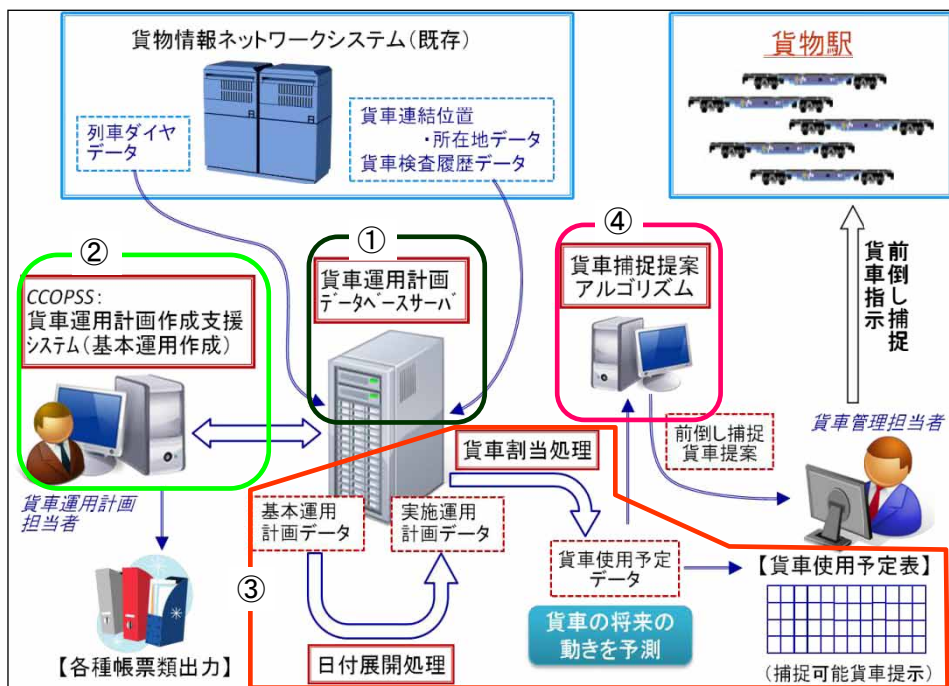 貨物情報ネットワークシステム(既存)
列車ダイヤ
データ
貨車連結位置
・所在地データ
貨車検査履歴データ
貨物駅
②
CCOPSS:
貨車運用計画作成支援
システム(基本運用作成)
貨車運用計画
担当者
①
貨車運用計画
データベースサーバ
④
貨車捕捉提案
アルゴリズム
前倒し捕捉
貨車指示
前倒し捕捉
貨車提案
貨車管理担当者
貨車割当処理
基本運用
計画データ
実施運用
計画データ
③
貨車使用予定
データ
【貨車使用予定表】
貨車の将来の
動きを予測
【各種帳票類出力】
日付展開処理
(捕捉可能貨車提示)